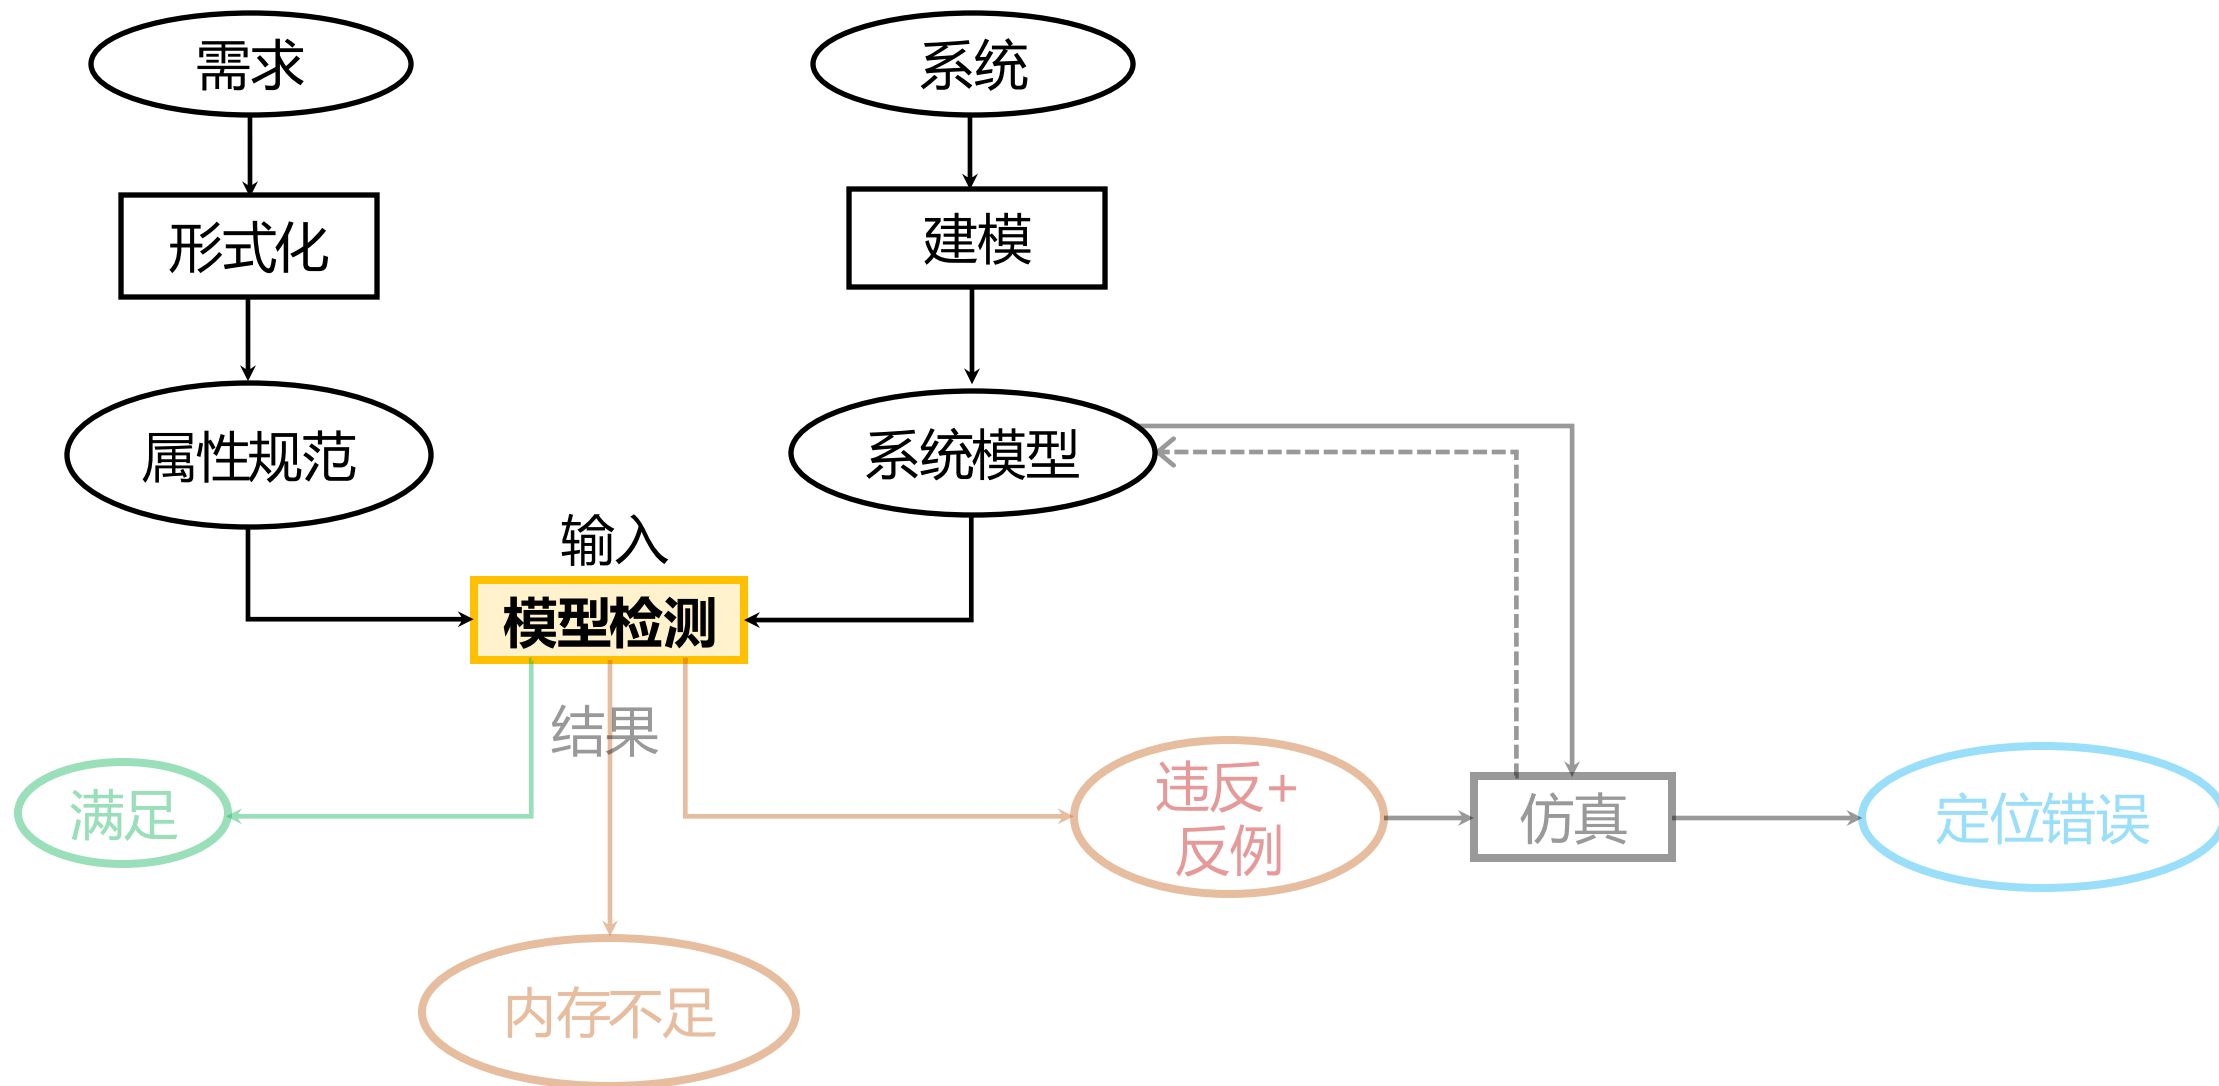 需求
系统
形式化
建模
属性规范
系统模型
输入
模型检测
结果
满足
违反+
反例
仿真
定位错误
内存不足